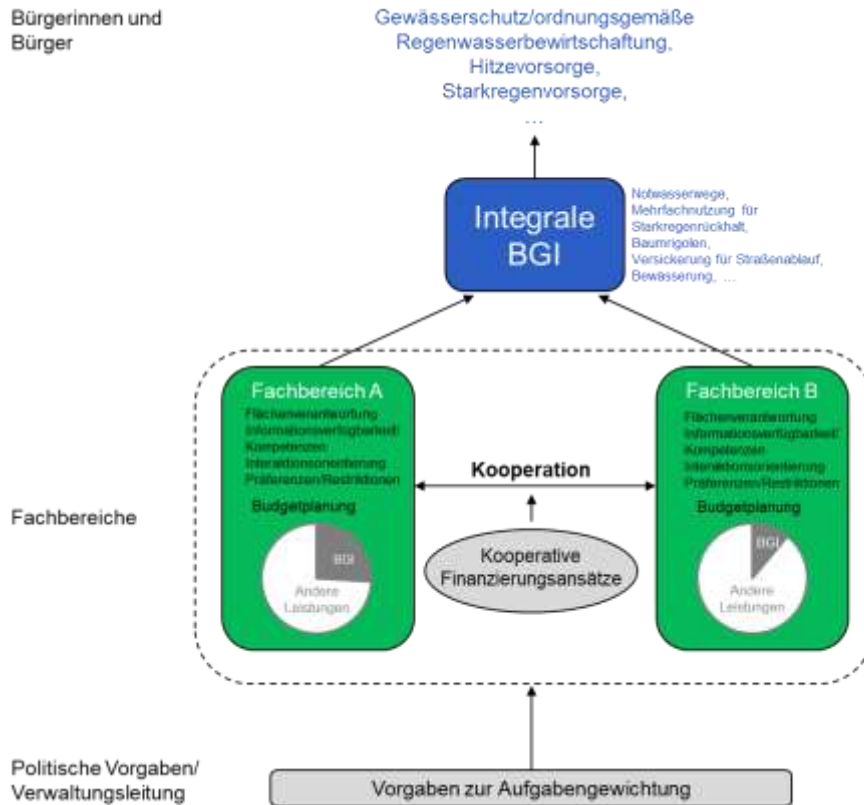 Bürgerinnen und
Bürger
Gewässerschutz/ordnungsgemäße
Regenwasserbewirtschaftung,
Hitzevorsorge,
Starkregenvorsorge,
...
Integrale
BGI
Notwasserwege,
Mehrfachnutzung für
Starkregenrückhalt,
Baumrigolen,
Versickerung für Straßenablauf,
Bewässerung, ...
Fachbereich A
Flächenverantwortung
Informationsverfügbarkeit/
Kompetenzen
Interaktionsorientierung
Präferenzen/Restriktionen
Budgetplanung
BGI
Andere
Leistungen
Kooperation
Kooperative
Finanzierungsansätze
Fachbereich B
Flächenverantwortung
Informationsverfügbarkeit/
Kompetenzen
Interaktionsorientierung
Präferenzen/Restriktionen
Budgetplanung
BGI
Andere
Leistungen
Fachbereiche
Politische Vorgaben/
Verwaltungsleitung
Vorgaben zur Aufgabengewichtung